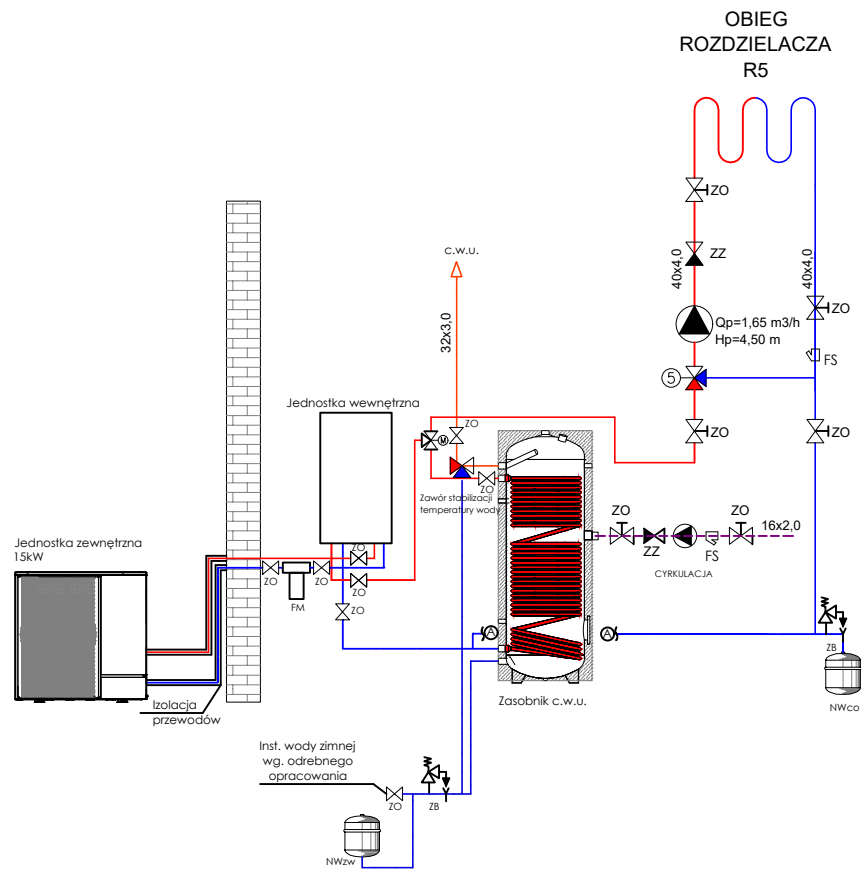 OBIEG
ROZDZIELACZA
R5
ZO
ZZ
40x4,0
40x4,0
ZO
Qp=1,65 m3/h
Hp=4,50 m
FS
5
c.w.u.
32x3,0
Jednostka wewnętrzna
ZO
M
ZO
ZO
ZO
Zawór stabilizacji
temperatury wody
ZO
ZO
ZZ
FS
ZO
16x2,0
CYRKULACJA
Jednostka zewnętrzna
15kW
ZO
FM
ZO
ZO
ZO
A
A
ZB
NWco
Izolacja
przewodów
Zasobnik c.w.u.
Inst. wody zimnej
wg. odrebnego
opracowania
ZO
ZB
NWzw